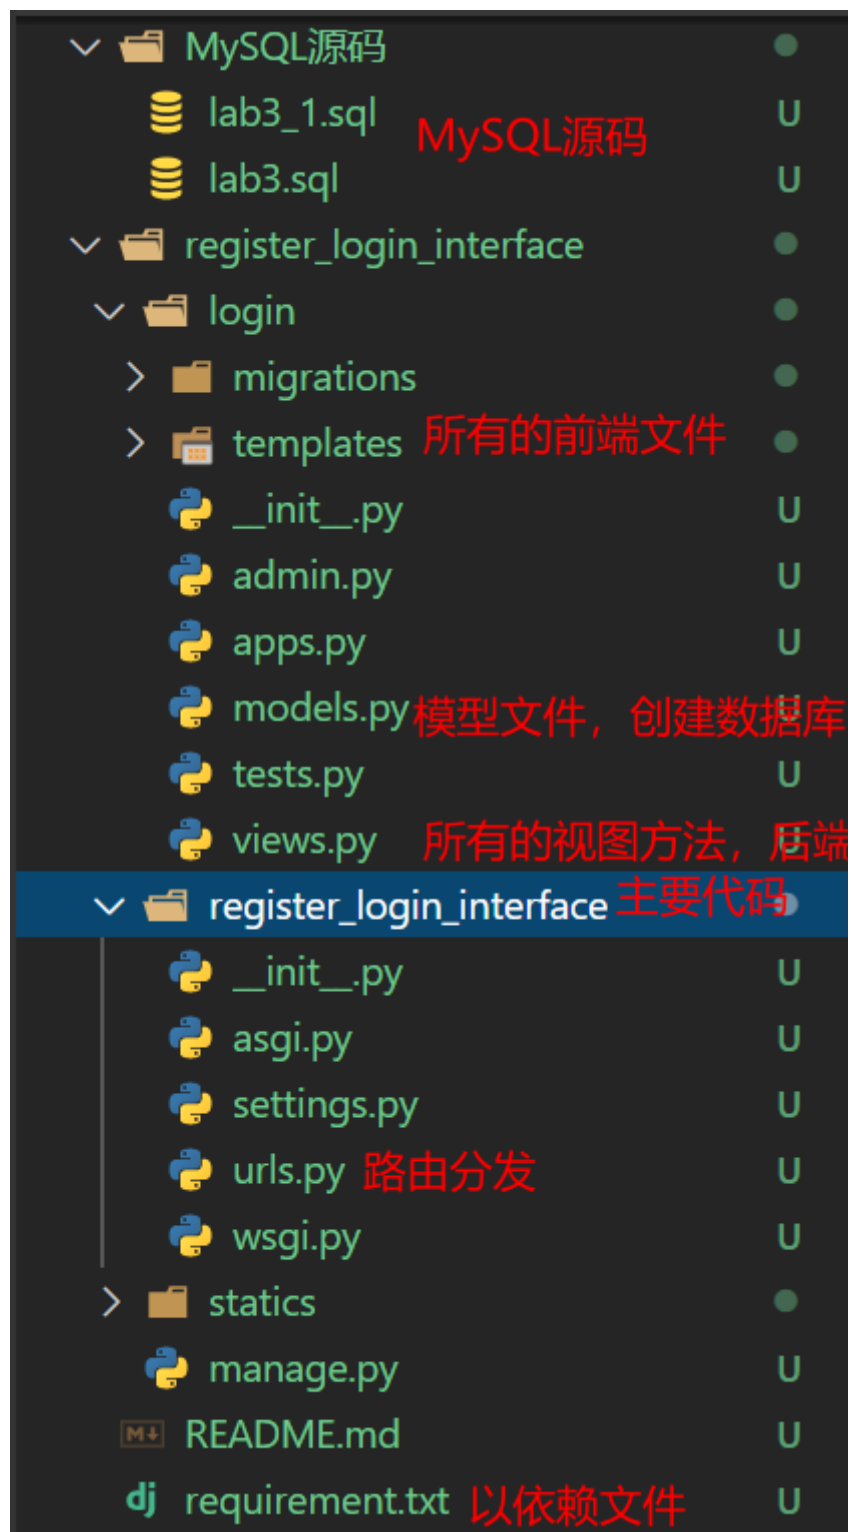 MySQL源码
lab3_1.sql U
MySQL源码
lab3.sql U
register_login_interface
login
migrations
templates 所有的前端文件
__init__.py U
admin.py U
apps.py U
models.py 模型文件，创建数据库 U
tests.py U
views.py 所有的视图方法，后端 U
register_login_interface 主要代码
__init__.py U
asgi.py U
settings.py U
urls.py 路由分发 U
wsgi.py U
statics
manage.py U
M README.md U
dj requirement.txt 以依赖文件 U